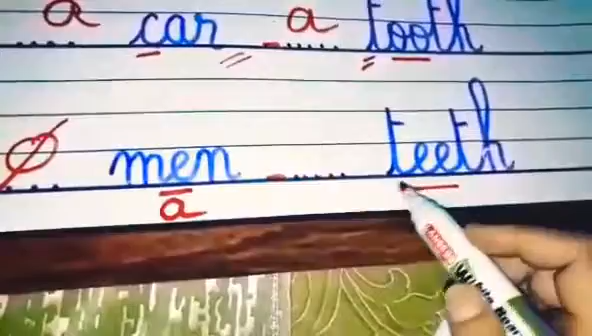 a car a ..... tooth
Ø .... men ...... teeth
a